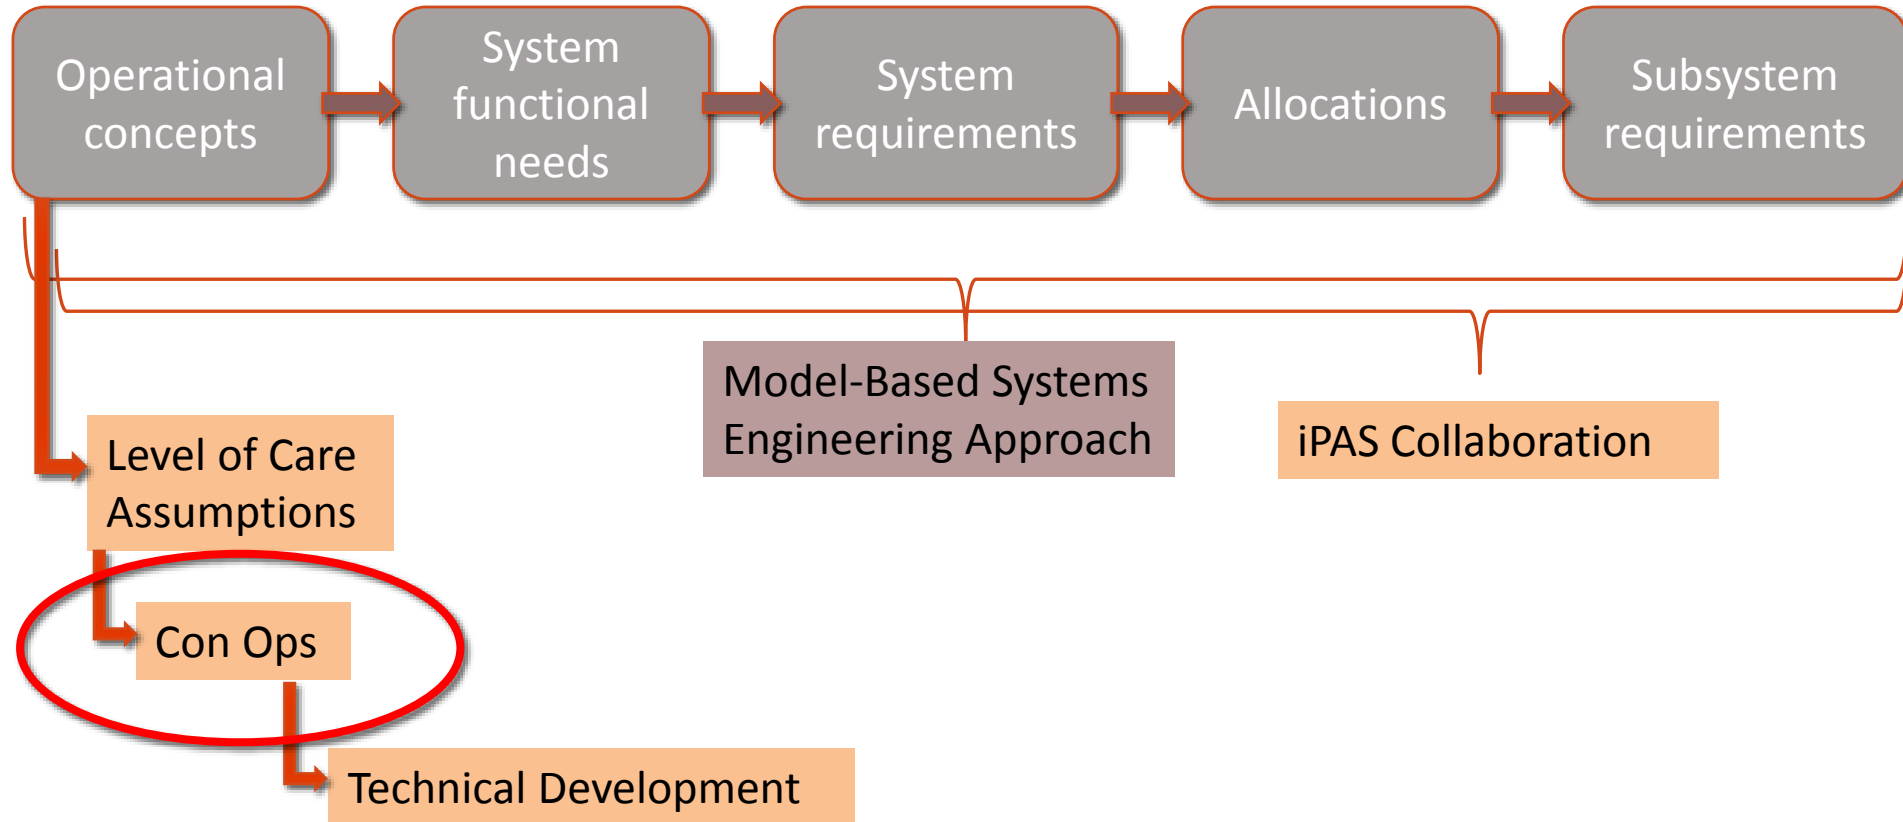 Operational
concepts
System
functional
needs
System
requirements
Allocations
Subsystem
requirements
Model-Based Systems
Engineering Approach
iPAS Collaboration
Level of Care
Assumptions
Con Ops
Technical Development